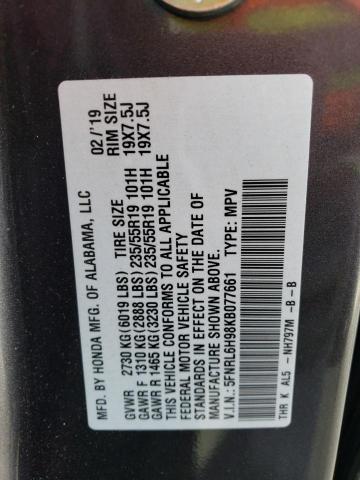 MFD. BY HONDA MFG. OF ALABAMA, LLC 02/'19
TIRE SIZE RIM SIZE
GVWR 2730 KG(6019 LBS)
GAWR F 1310 KG(2888 LBS) 235/55R19 101H 19X7.5J
GAWR R 1465 KG(3230 LBS) 235/55R19 101H 19X7.5J
THIS VEHICLE CONFORMS TO ALL APPLICABLE
FEDERAL MOTOR VEHICLE SAFETY
STANDARDS IN EFFECT ON THE DATE OF
MANUFACTURE SHOWN ABOVE.
V.I.N.: 5FNRL6H98KB077661 TYPE: MPV
THR K AL5 - NH797M -B-B